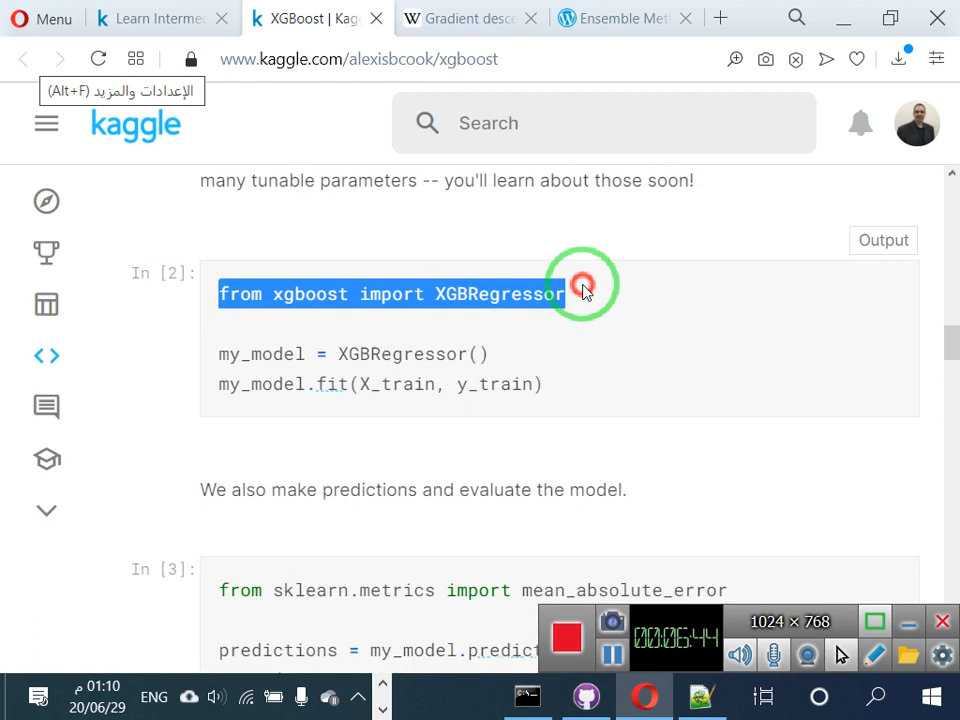 Menu
Learn Interme
XGBoost | Kag
Gradient desc
Ensemble Met
www.kaggle.com/alexisbcook/xgboost
الإعدادات والمزيد (Alt+F)
kaggle
Search
many tunable parameters -- you'll learn about those soon!
Output
In [2]:
from xgboost import XGBRegressor
my_model = XGBRegressor()
my_model.fit(X_train, y_train)
We also make predictions and evaluate the model.
In [3]:
from sklearn.metrics import mean_absolute_error
predictions = my_model.predict
1024 × 768
00:06:44
01:10 م
20/06/29
ENG